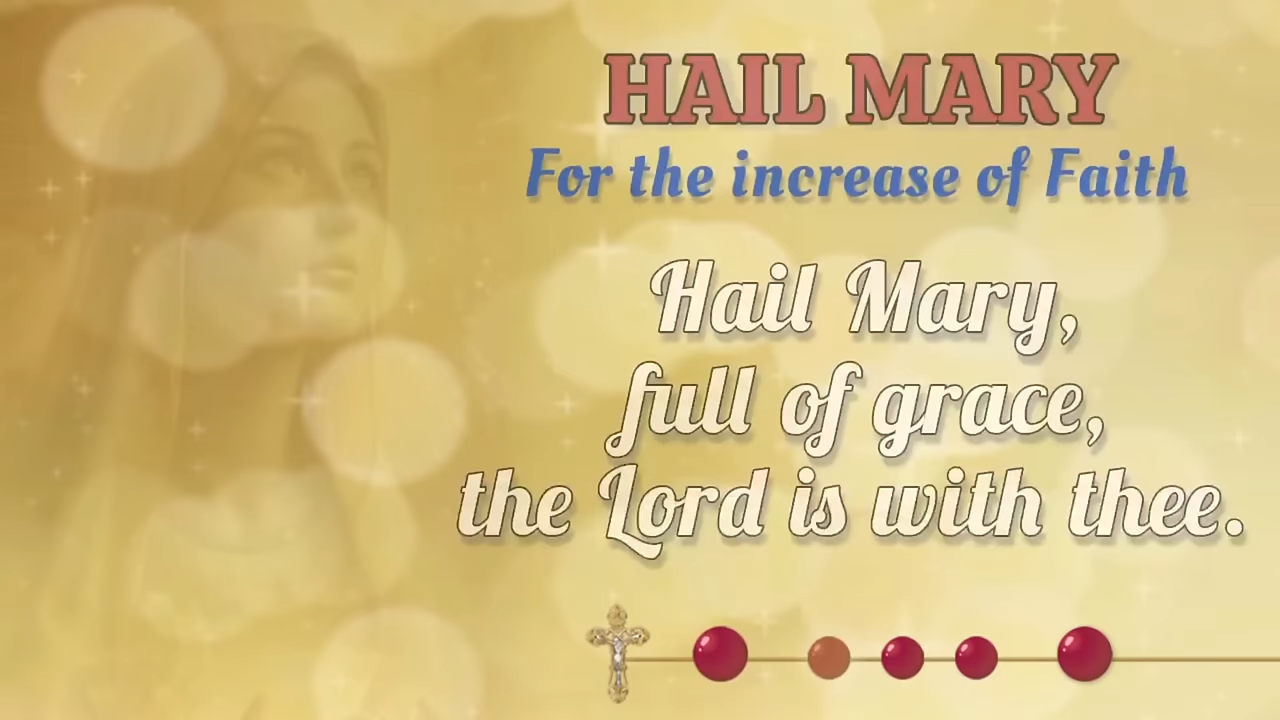 HAIL MARY
For the increase of Faith
Hail Mary,
full of grace,
the Lord is with thee.